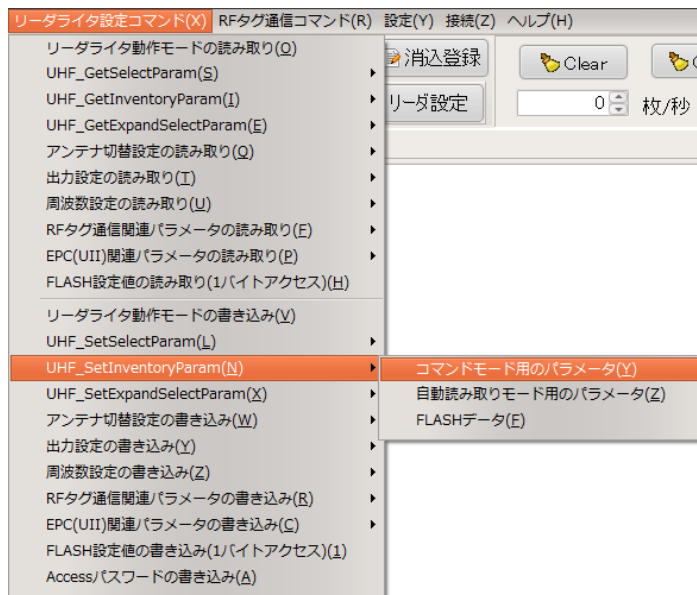 リーダライタ設定コマンド(X) RFタグ通信コマンド(R) 設定(Y) 接続(Z) ヘルプ(H)
リーダライタ動作モードの読み取り(O)
UHF_GetSelectParam(S)
UHF_GetInventoryParam(I)
UHF_GetExpandSelectParam(E)
アンテナ切替設定の読み取り(Q)
出力設定の読み取り(T)
周波数設定の読み取り(U)
RFタグ通信関連パラメータの読み取り(F)
EPC(UII)関連パラメータの読み取り(P)
FLASH設定値の読み取り(1バイトアクセス)(H)
リーダライタ動作モードの書き込み(V)
UHF_SetSelectParam(L)
UHF_SetInventoryParam(N)
UHF_SetExpandSelectParam(X)
アンテナ切替設定の書き込み(W)
出力設定の書き込み(Y)
周波数設定の書き込み(Z)
RFタグ通信関連パラメータの書き込み(R)
EPC(UII)関連パラメータの書き込み(C)
FLASH設定値の書き込み(1バイトアクセス)(1)
Accessパスワードの書き込み(A)
コマンドモード用のパラメータ(Y)
自動読み取りモード用のパラメータ(Z)
FLASHデータ(F)
消込登録
Clear
リーダ設定
0 枚/秒